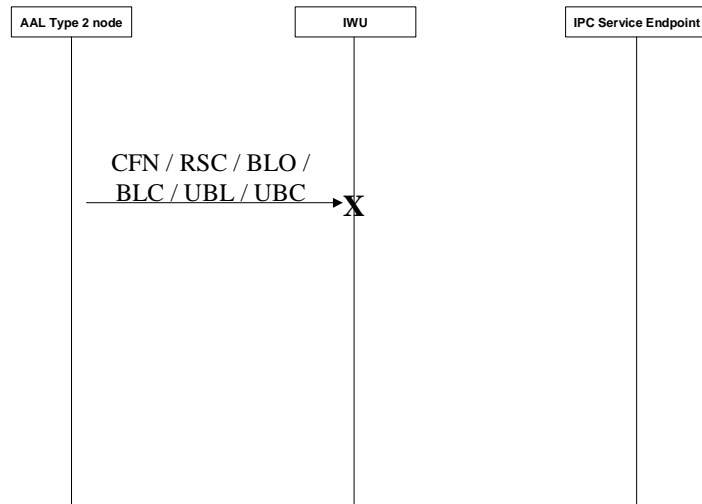 AAL Type 2 node
IWU
IPC Service Endpoint
CFN / RSC / BLO /
BLC / UBL / UBC
X